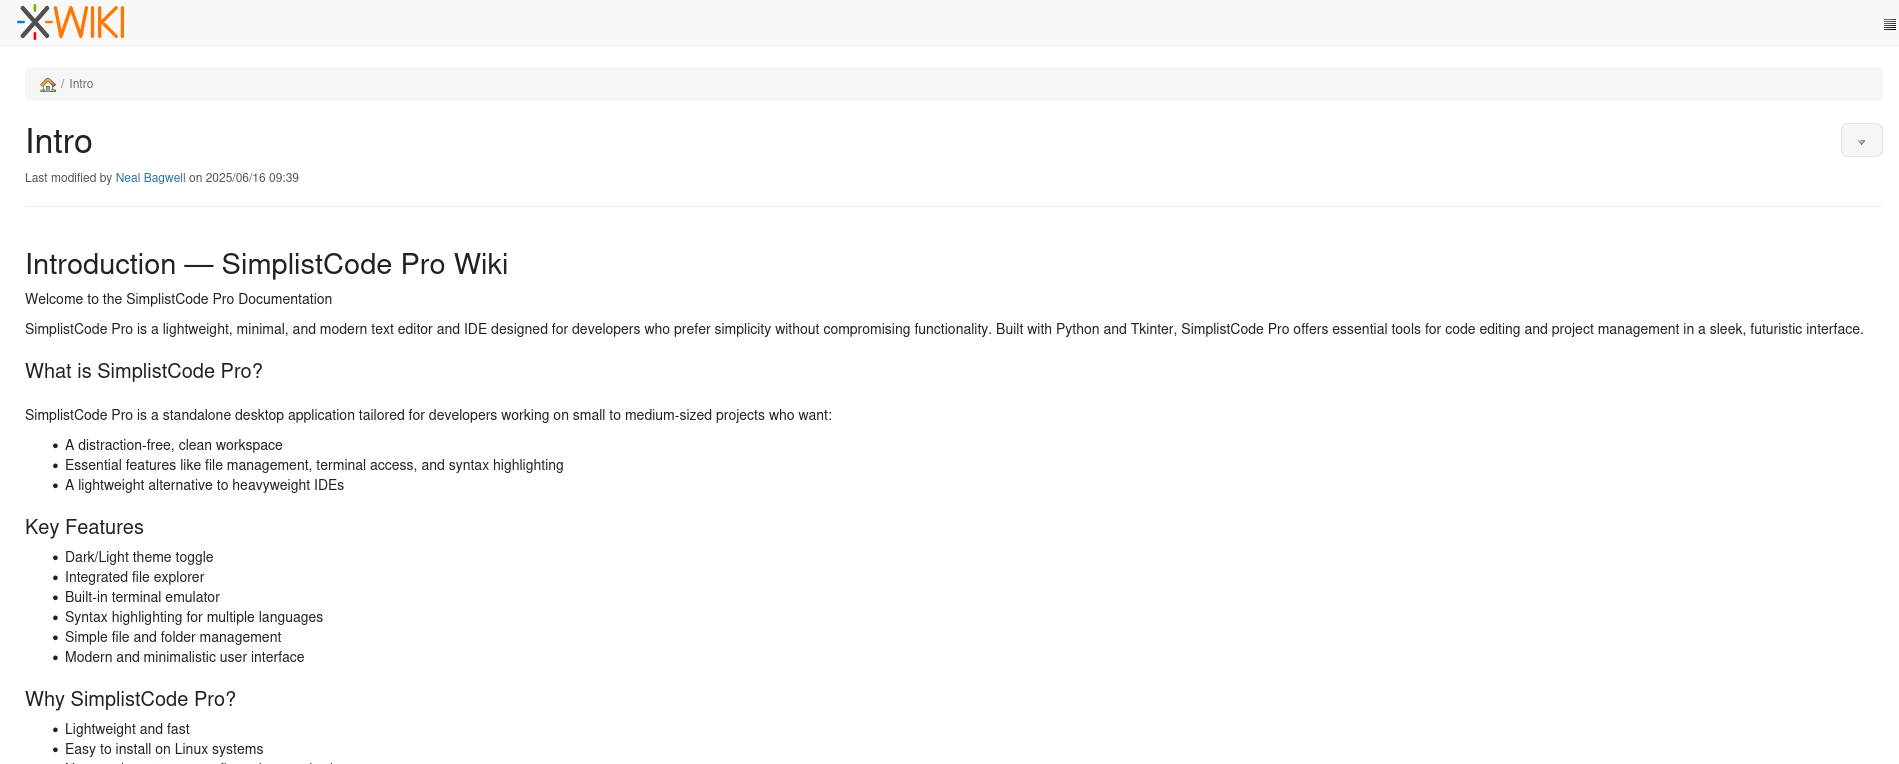 XWIKI
/ Intro
Intro
Last modified by Neal Bagwell on 2025/06/16 09:39
Introduction — SimplistCode Pro Wiki
Welcome to the SimplistCode Pro Documentation
SimplistCode Pro is a lightweight, minimal, and modern text editor and IDE designed for developers who prefer simplicity without compromising functionality. Built with Python and Tkinter, SimplistCode Pro offers essential tools for code editing and project management in a sleek, futuristic interface.
What is SimplistCode Pro?
SimplistCode Pro is a standalone desktop application tailored for developers working on small to medium-sized projects who want:
• A distraction-free, clean workspace
• Essential features like file management, terminal access, and syntax highlighting
• A lightweight alternative to heavyweight IDEs
Key Features
• Dark/Light theme toggle
• Integrated file explorer
• Built-in terminal emulator
• Syntax highlighting for multiple languages
• Simple file and folder management
• Modern and minimalistic user interface
Why SimplistCode Pro?
• Lightweight and fast
• Easy to install on Linux systems